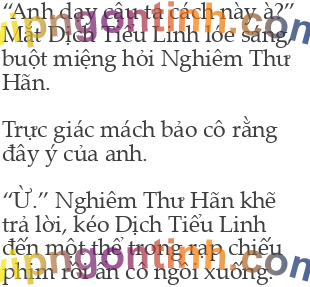 “Anh dạy cậu ta cách này à?”
Mắt Dịch Tiểu Linh lóe sáng,
buột miệng hỏi Nghiêm Thư
Hãn.
Trực giác mách bảo cô rằng
đây ý của anh.
“Ừ.” Nghiêm Thư Hãn khẽ
trả lời, kéo Dịch Tiểu Linh
đến một thể trong rạp chiếu
phim rồi ấn cô ngồi xuống.